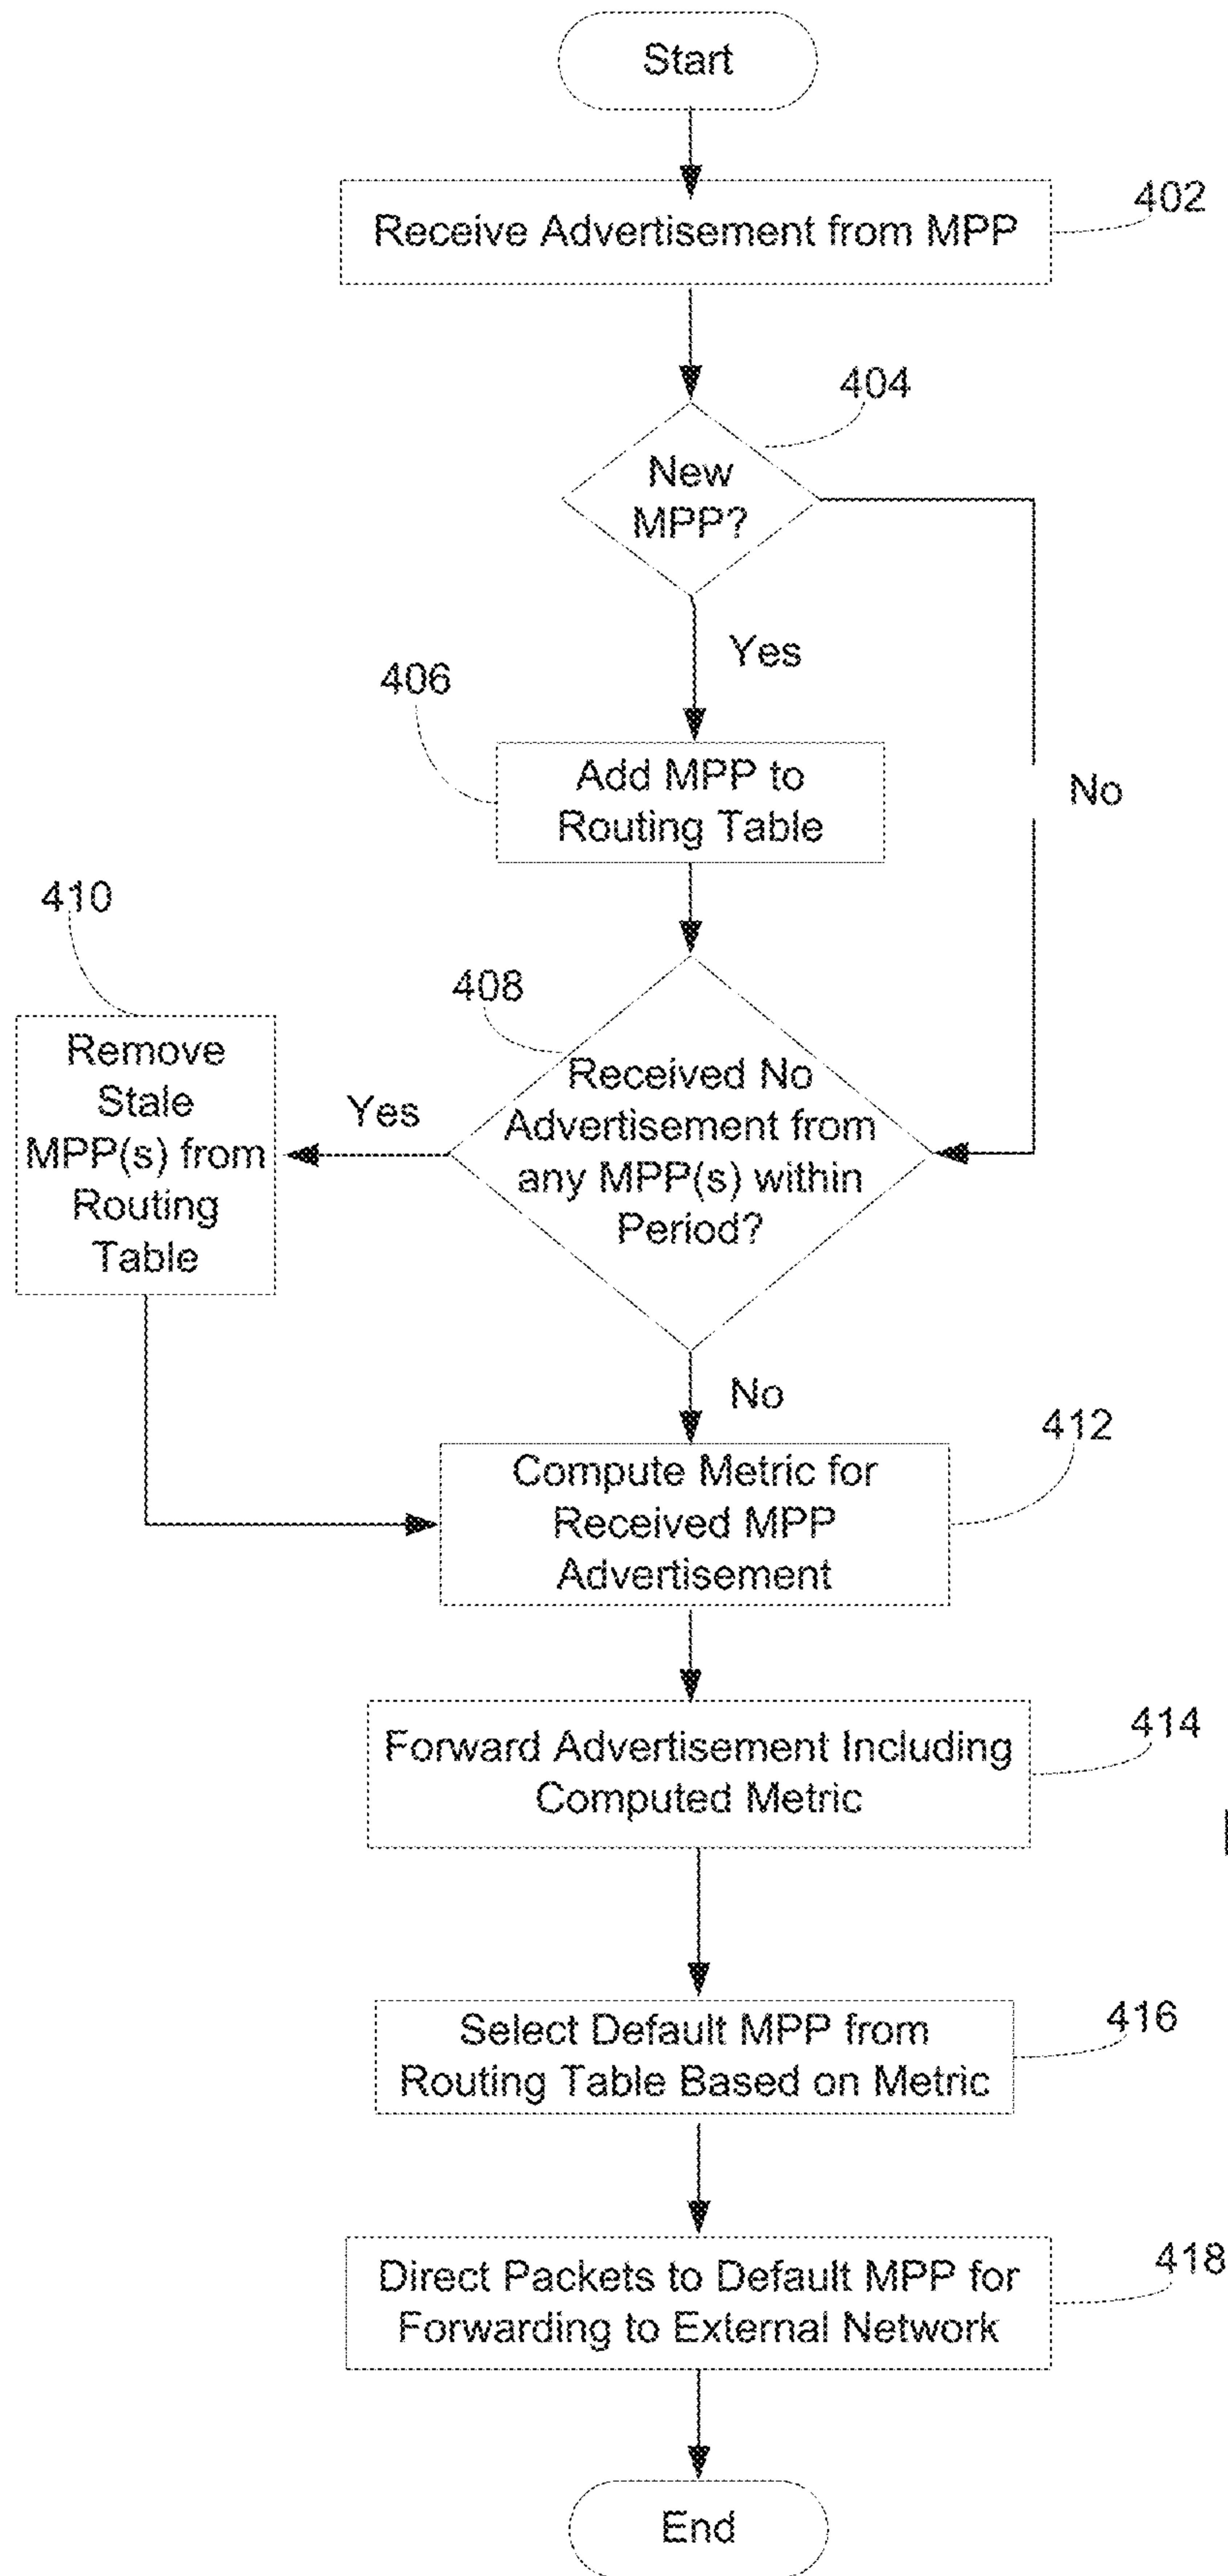 Start
Receive Advertisement from MPP
402
404
New
MPP?
Yes
406
Add MPP to
Routing Table
No
410
408
Remove
Stale
MPP(s) from
Routing
Table
Yes
Received No
Advertisement from
any MPP(s) within
Period?
No
412
Compute Metric for
Received MPP
Advertisement
414
Forward Advertisement Including
Computed Metric
416
Select Default MPP from
Routing Table Based on Metric
418
Direct Packets to Default MPP for
Forwarding to External Network
End